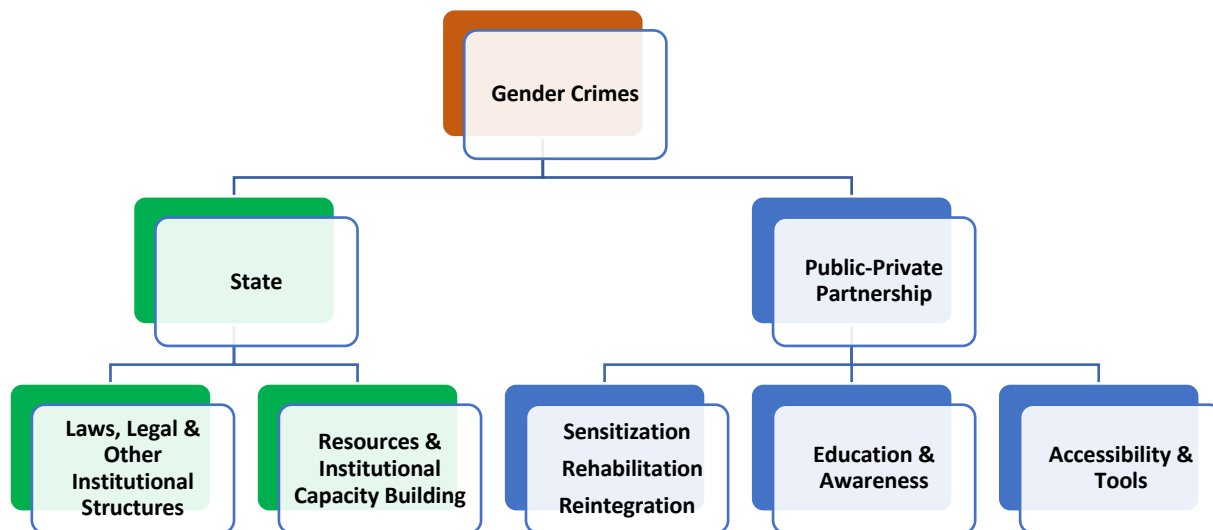 Gender Crimes
State
Public-Private
Partnership
Laws, Legal &
Other
Institutional
Structures
Resources &
Institutional
Capacity Building
Sensitization
Rehabilitation
Reintegration
Education &
Awareness
Accessibility &
Tools